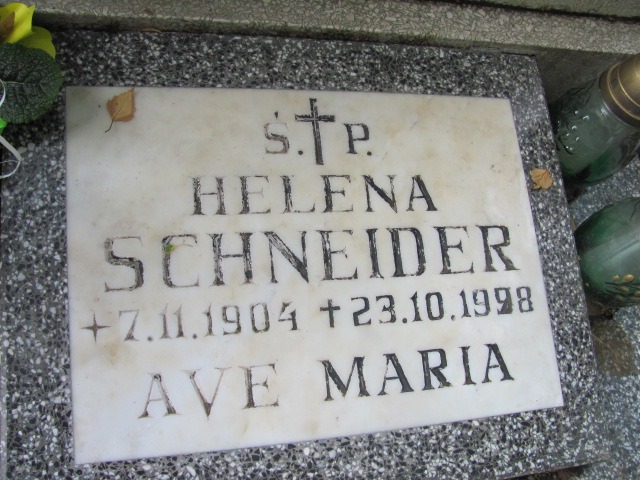 Ś.P.
HELENA
SCHNEIDER
7.11.1904 23.10.1998
AVE MARIA